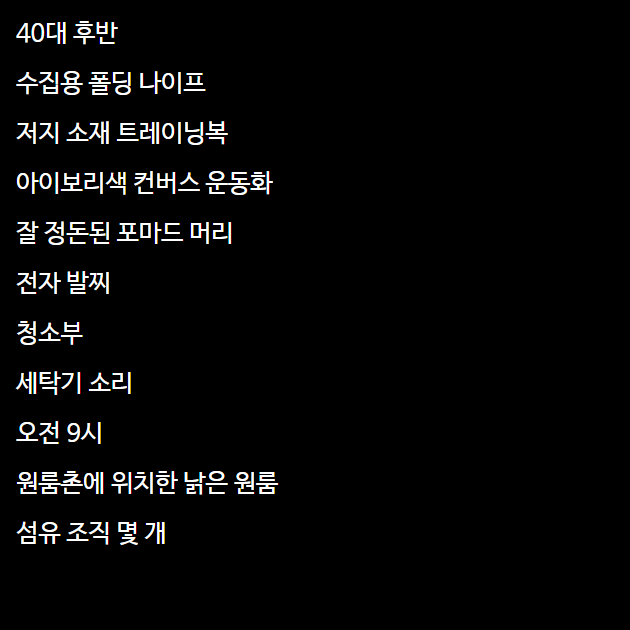 40대 후반
수집용 폴딩 나이프
저지 소재 트레이닝복
아이보리색 컨버스 운동화
잘 정돈된 포마드 머리
전자 발찌
청소부
세탁기 소리
오전 9시
원룸촌에 위치한 낡은 원룸
섬유 조직 몇 개